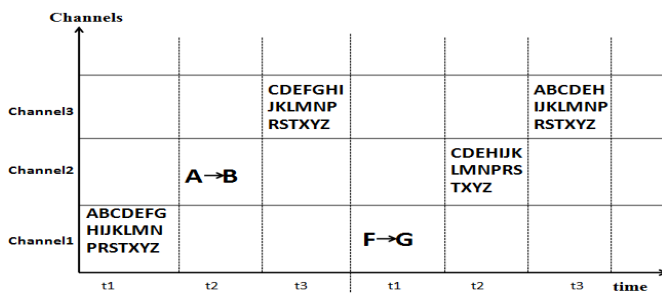 Channels
Channel3
CDEFGHI
JKLMNP
RSTXYZ
ABCDEH
IJKLMNP
RSTXYZ
Channel2
A→B
CDEHIJK
LMNPRS
TXYZ
Channel1
ABCDEFG
HIJKLMN
PRSTXYZ
F→G
t1 t2 t3 t1 t2 t3 time